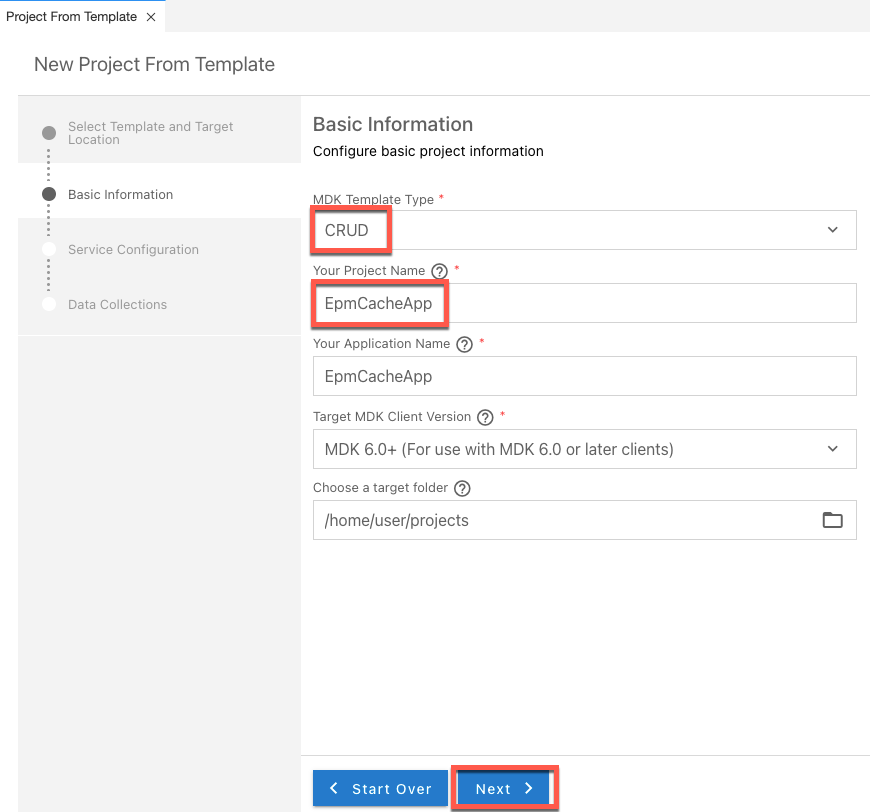 Project From Template
New Project From Template
Select Template and Target
Location
Basic Information
Service Configuration
Data Collections
Basic Information
Configure basic project information
MDK Template Type *
CRUD
Your Project Name ? *
EpmCacheApp
Your Application Name ? *
EpmCacheApp
Target MDK Client Version ? *
MDK 6.0+ (For use with MDK 6.0 or later clients)
Choose a target folder ?
/home/user/projects
Start Over
Next